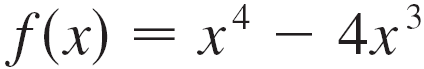 f(x) = x⁴ − 4x³